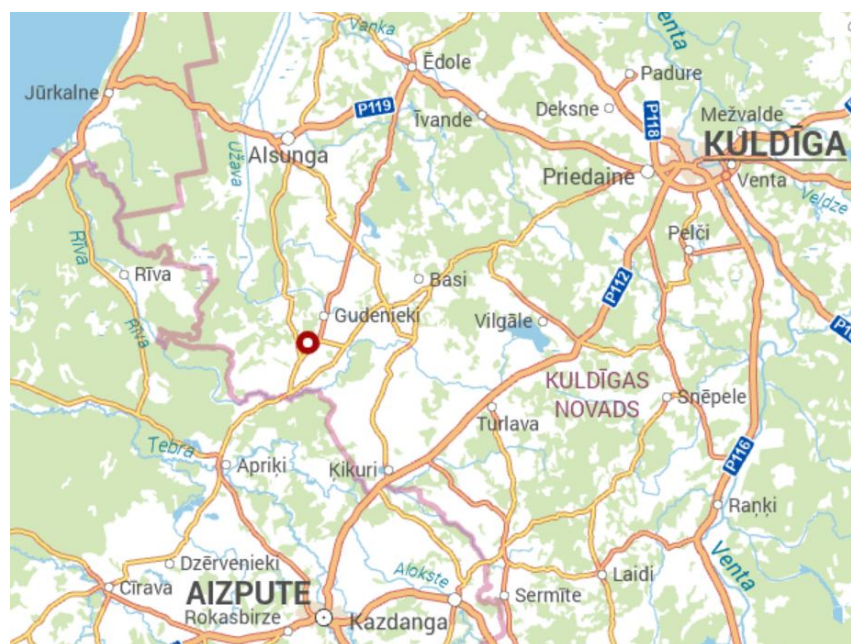 Vanka
Ēdole
Venta
Padure
Jūrkalne
P119
Deksne
Īvande
P118
Mežvalde
Alsunga
Užava
KULDĪGA
Priedaine
Venta
Veldze
Rīva
Pelči
Rīva
Basi
P112
Gudenieki
Vilgāle
Rīva
KULDĪGAS
NOVADS
Snēpele
Turlava
Tebra
Apriķi
Ķikuri
P116
Raņķi
Dzērvenieki
Alokste
Venta
Cīrava
AIZPUTE
Laidi
Sermīte
Rokasbirze
Kazdanga